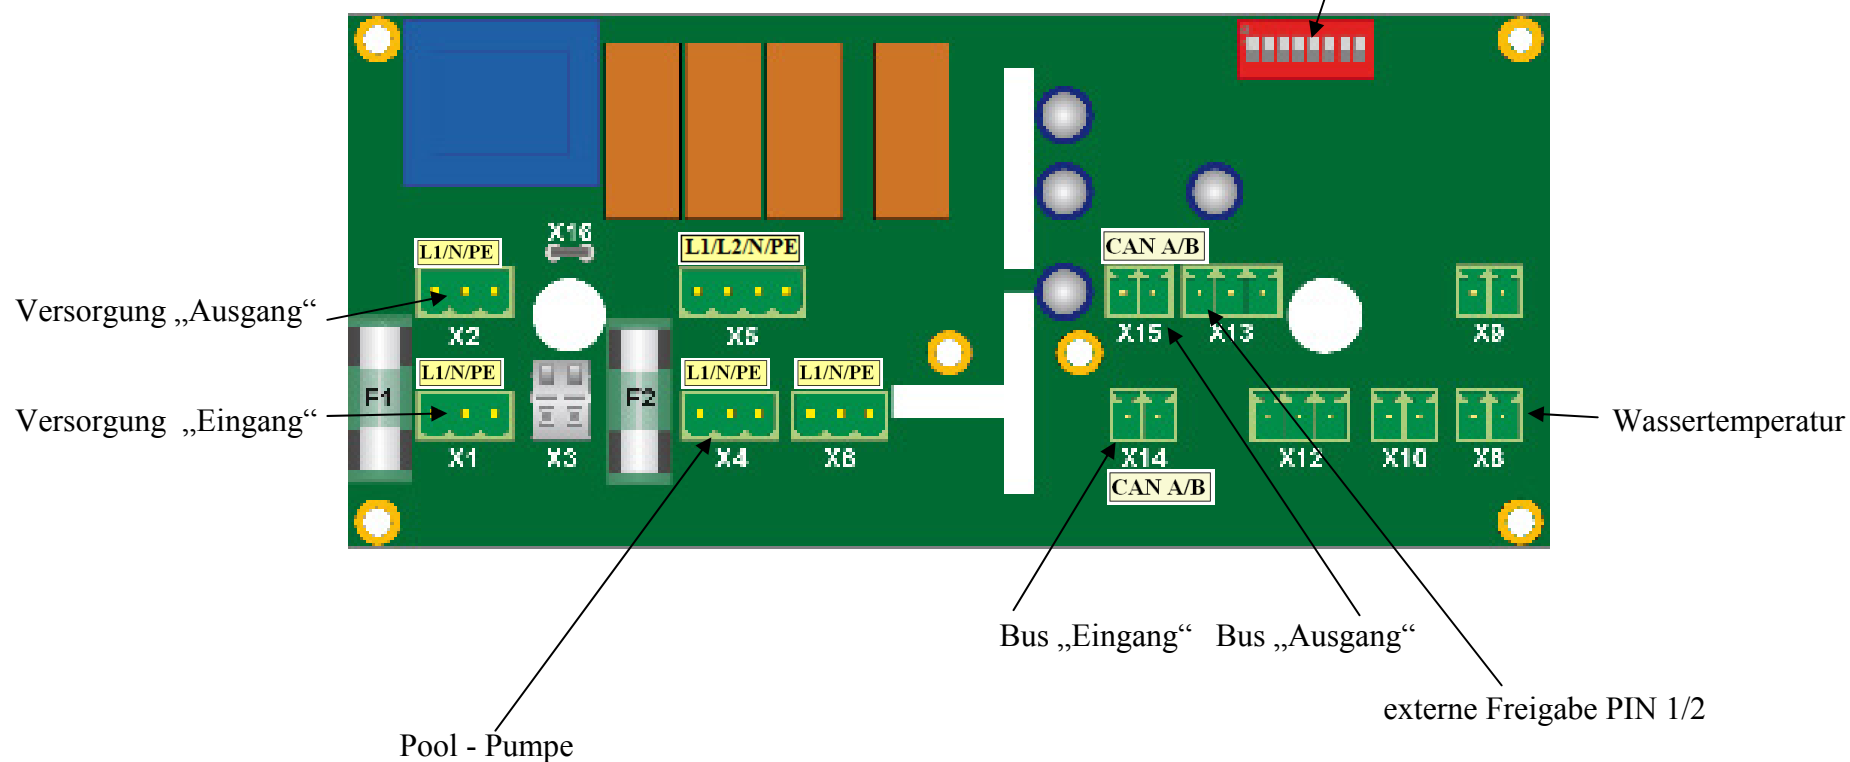 X16
L1/N/PE
L1/L2/N/PE
CAN A/B
Versorgung „Ausgang“
X2
X5
X15
X13
X9
L1/N/PE
L1/N/PE
L1/N/PE
F1
F2
Versorgung „Eingang“
Wassertemperatur
X1
X3
X4
X6
X14
X12
X10
X8
CAN A/B
Bus „Eingang“
Bus „Ausgang“
externe Freigabe PIN 1/2
Pool - Pumpe